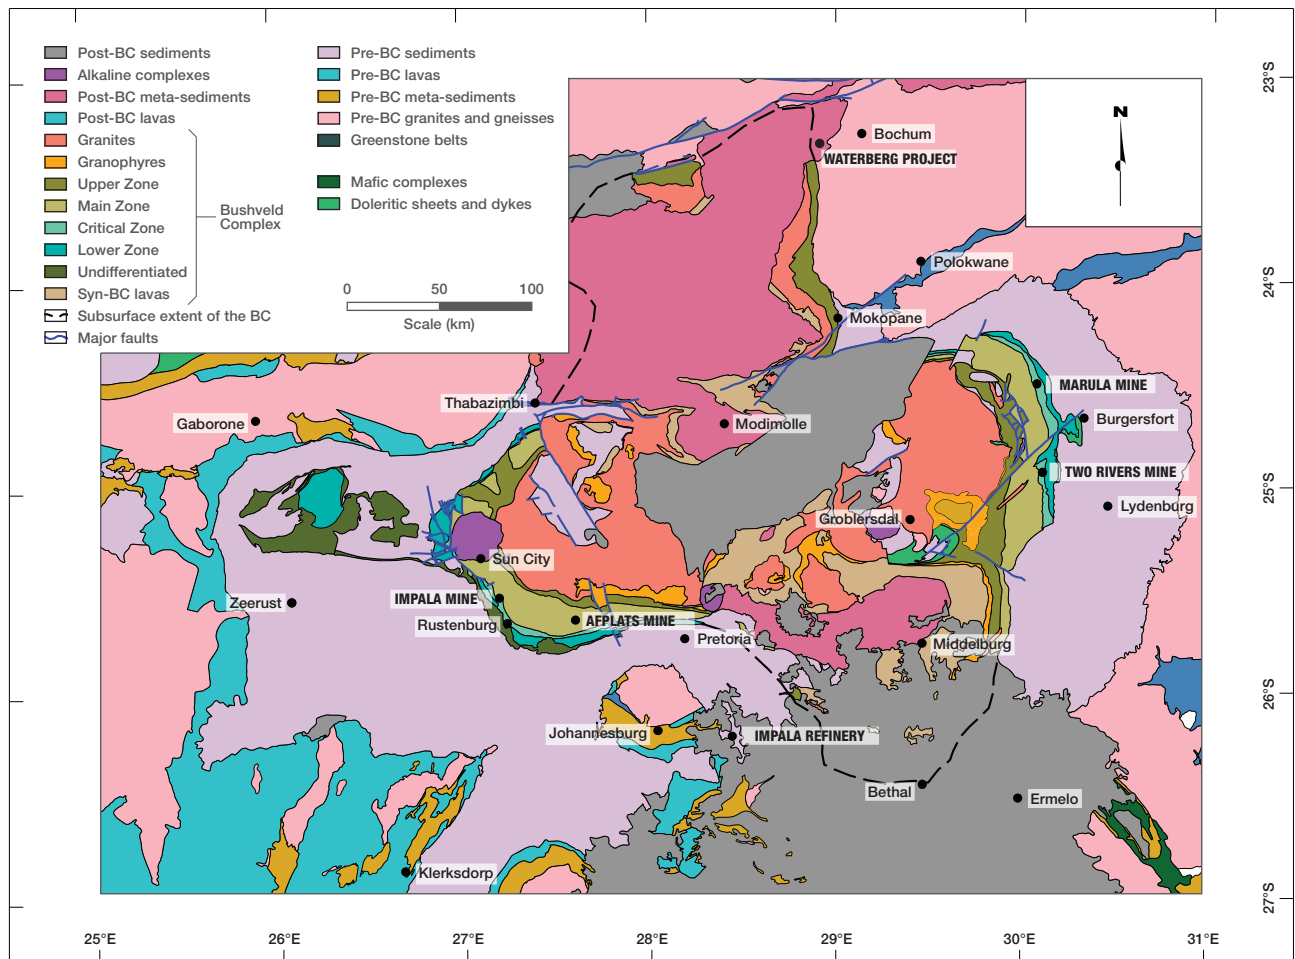 Post-BC sediments
Alkaline complexes
Post-BC meta-sediments
Post-BC lavas
Granites
Granophyres
Upper Zone
Main Zone
Critical Zone
Lower Zone
Undifferentiated
Syn-BC lavas
Subsurface extent of the BC
Major faults
Bushveld
Complex
Pre-BC sediments
Pre-BC lavas
Pre-BC meta-sediments
Pre-BC granites and gneisses
Greenstone belts
Mafic complexes
Doleritic sheets and dykes
0 50 100
Scale (km)
N
23°S
24°S
25°S
26°S
27°S
Bochum
WATERBERG PROJECT
Polokwane
Mokopane
MARULA MINE
Thabazimbi
Burgersfort
Gaborone
Modimolle
TWO RIVERS MINE
Lydenburg
Groblersdal
Sun City
IMPALA MINE
Zeerust
AFPLATS MINE
Rustenburg
Pretoria
Middelburg
Johannesburg
IMPALA REFINERY
Bethal
Ermelo
Klerksdorp
25°E 26°E 27°E 28°E 29°E 30°E 31°E